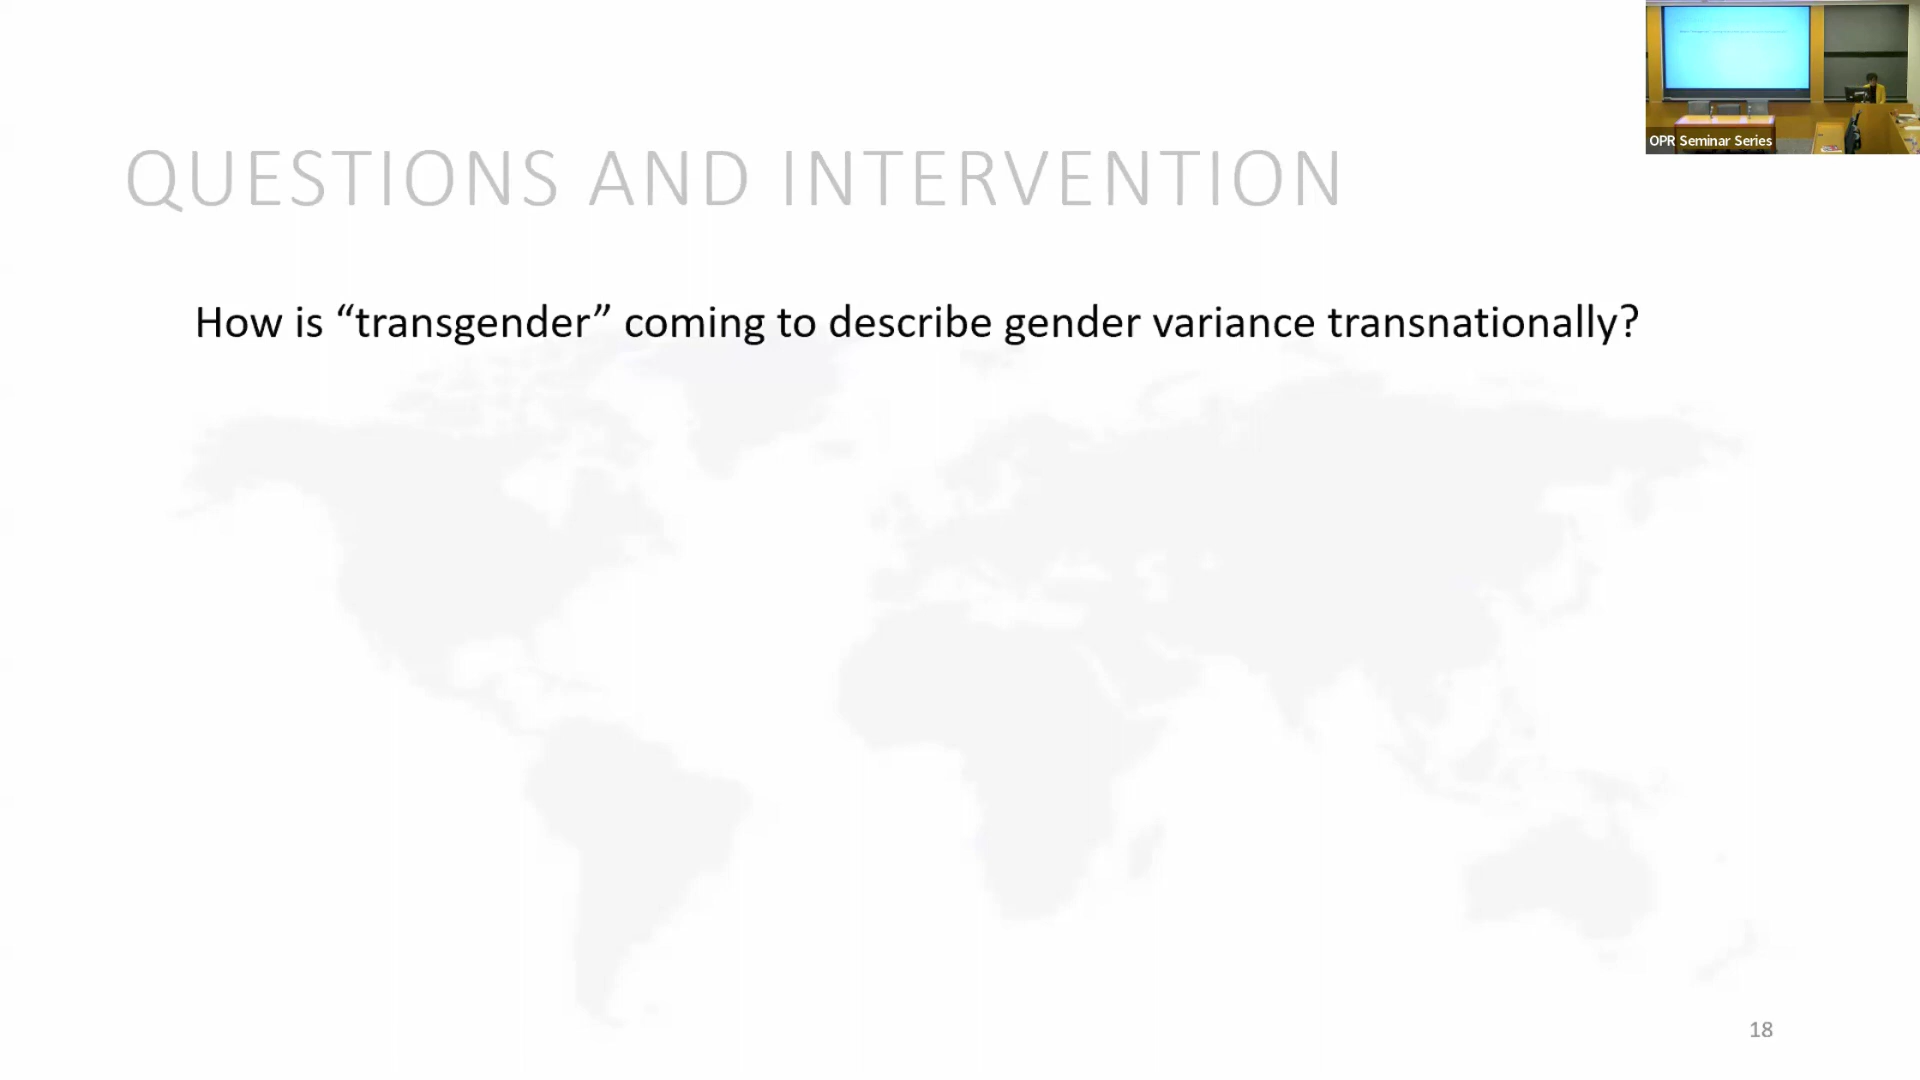 OPR Seminar Series
QUESTIONS AND INTERVENTION
How is “transgender” coming to describe gender variance transnationally?
18